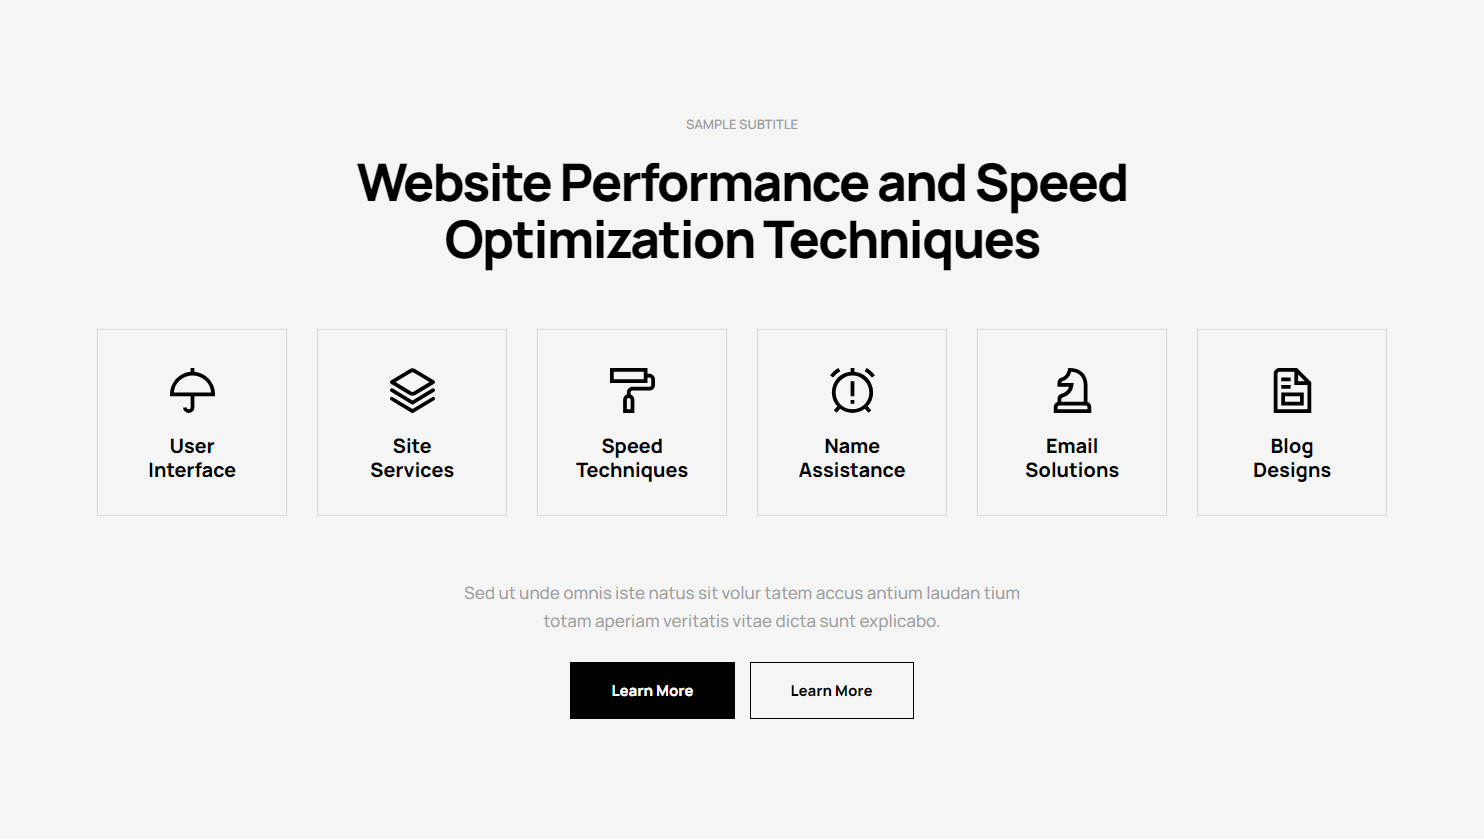 SAMPLE SUBTITLE
Website Performance and Speed
Optimization Techniques
User
Interface
Site
Services
Speed
Techniques
Name
Assistance
Email
Solutions
Blog
Designs
Sed ut unde omnis iste natus sit volur tatem accus antium laudan tium
totam aperiam veritatis vitae dicta sunt explicabo.
Learn More
Learn More